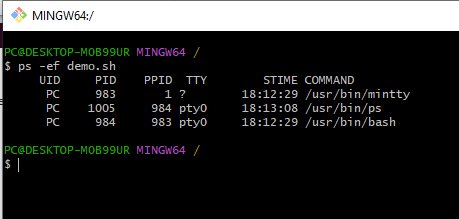 MINGW64:/
PC@DESKTOP-MOB99UR MINGW64 /
$ ps -ef demo.sh
UID PID PPID TTY STIME COMMAND
PC 983 1 ? 18:12:29 /usr/bin/mintty
PC 1005 984 pty0 18:13:08 /usr/bin/ps
PC 984 983 pty0 18:12:29 /usr/bin/bash
PC@DESKTOP-MOB99UR MINGW64 /
$